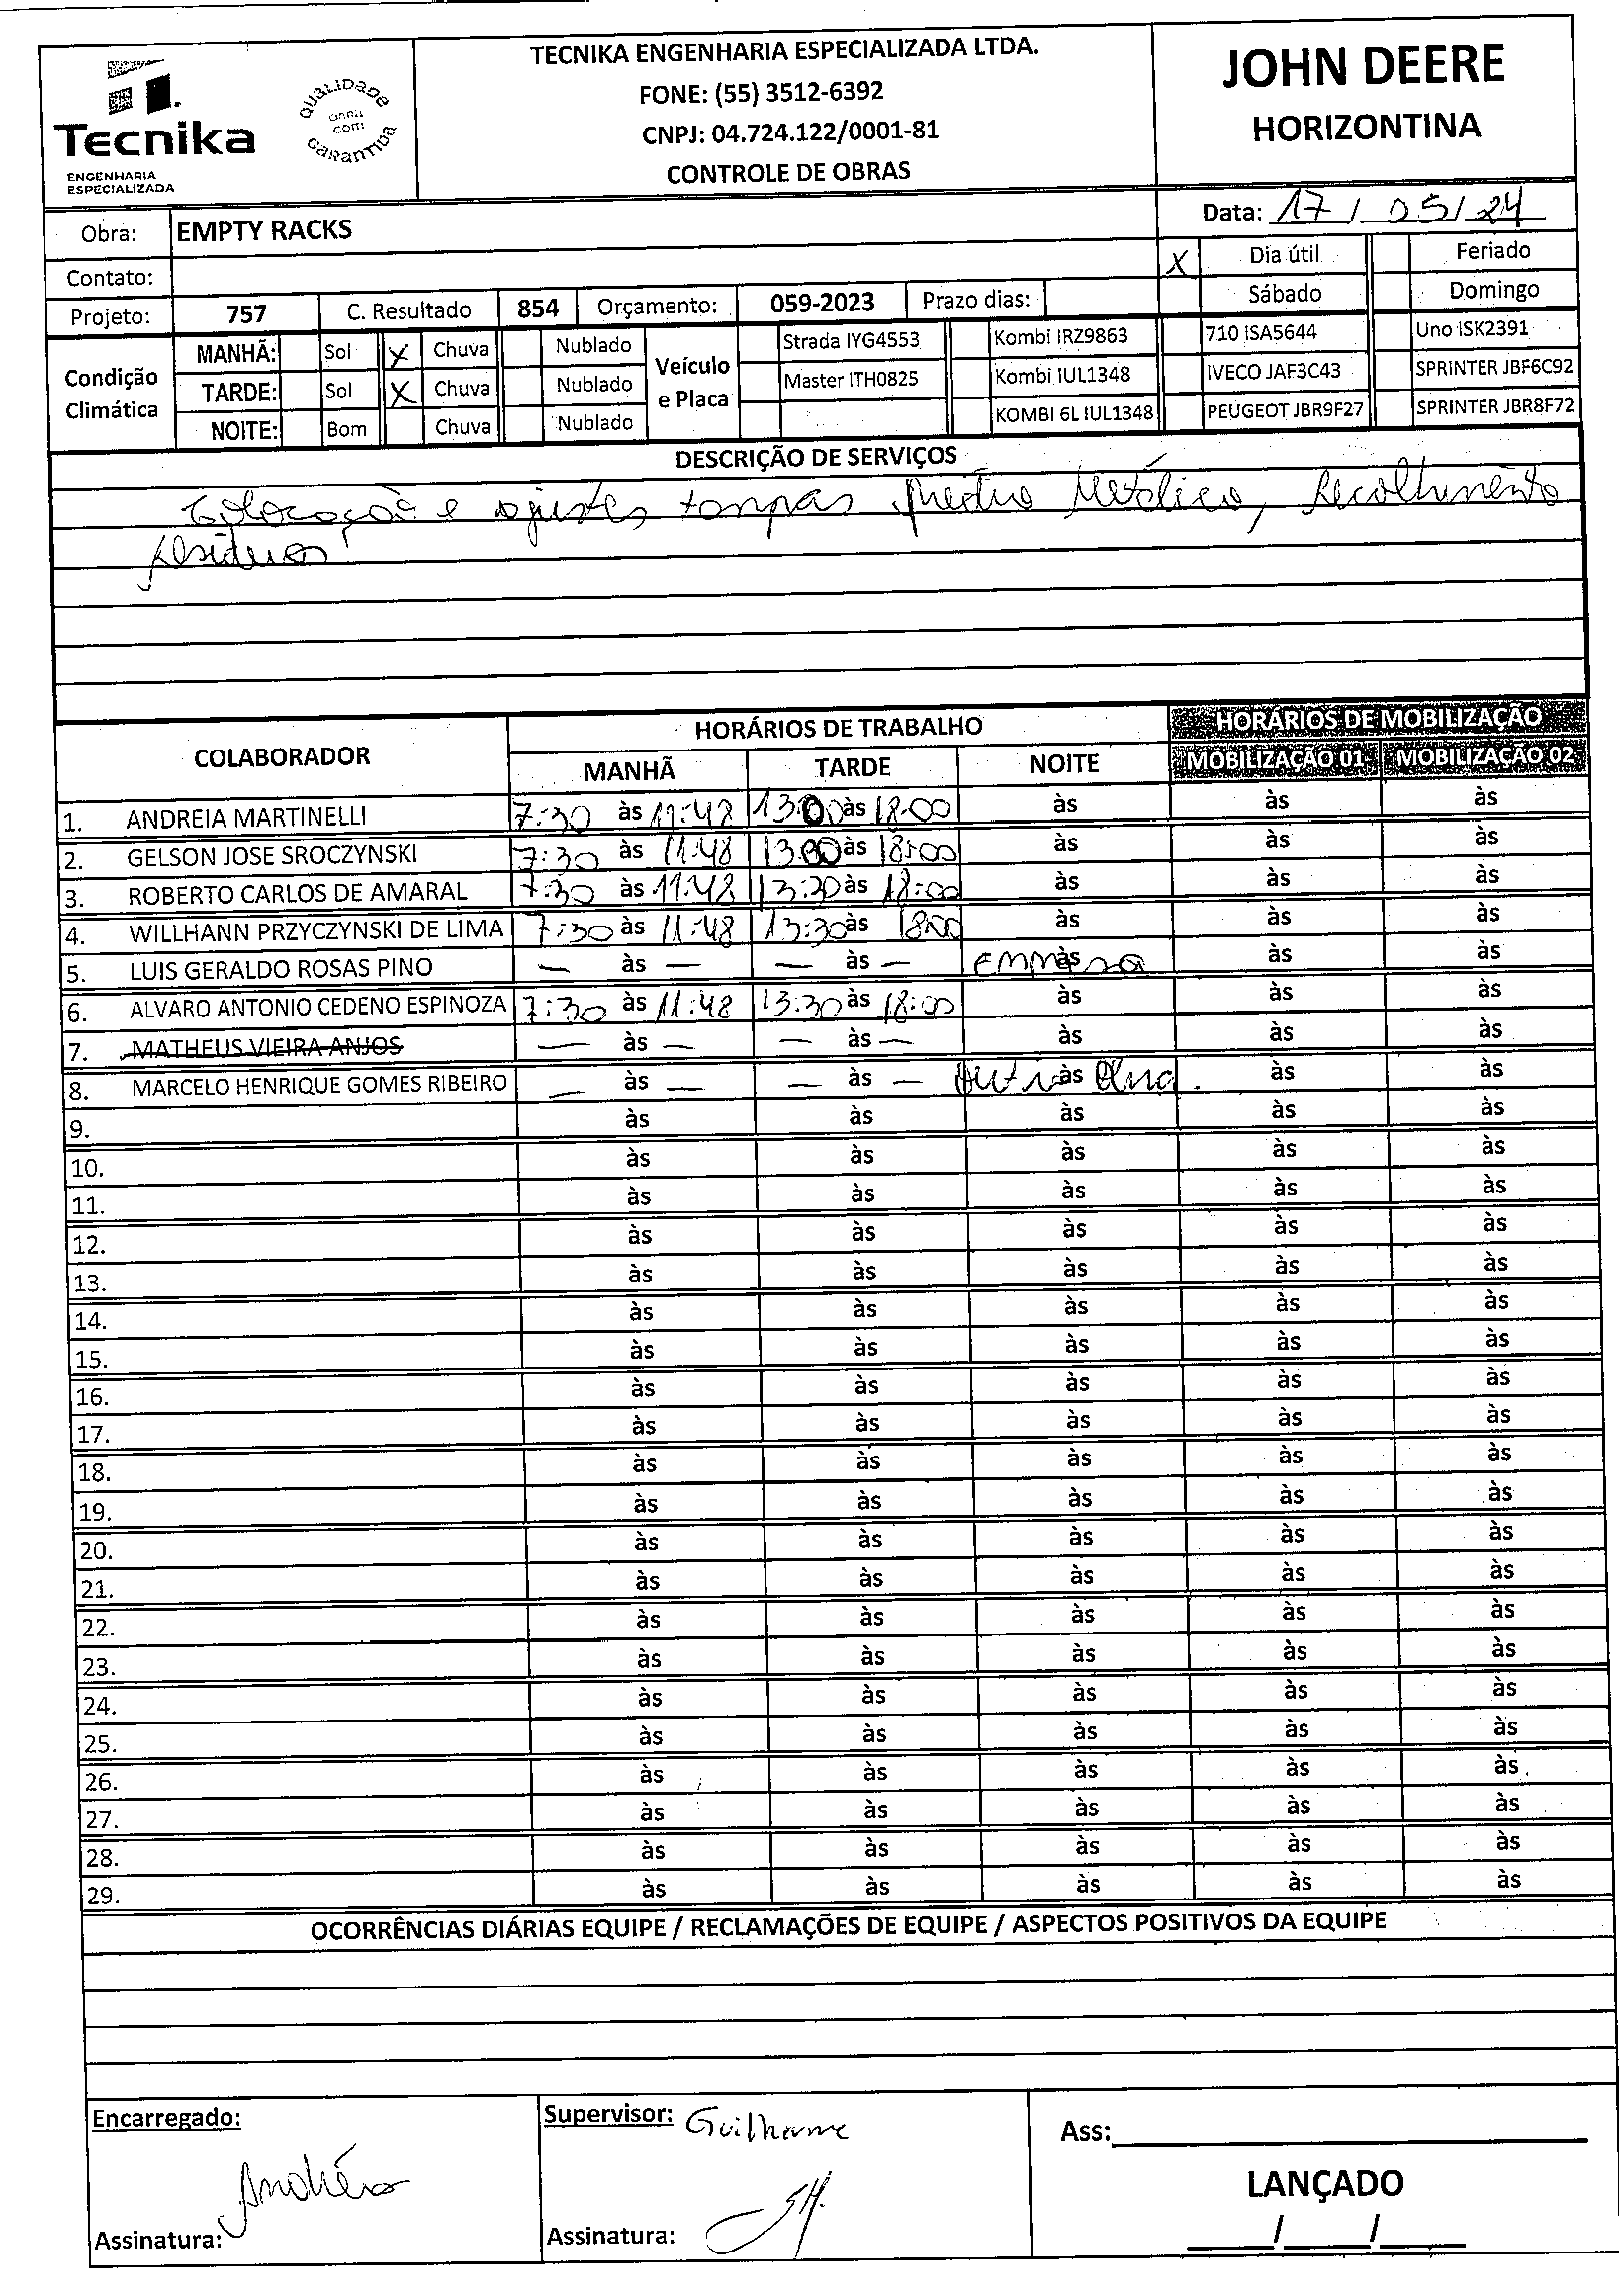 Tecnika
ENGENHARIA
ESPECIALIZADA
QUALIDADE
com
GARANTIDA
TECNIKA ENGENHARIA ESPECIALIZADA LTDA.
FONE: (55) 3512-6392
CNPJ: 04.724.122/0001-81
CONTROLE DE OBRAS
JOHN DEERE
HORIZONTINA
Obra: EMPTY RACKS
Data: 17 / 05 / 24
Contato:
X Dia útil Feriado
Sábado Domingo
Projeto: 757 C. Resultado 854 Orçamento: 059-2023 Prazo dias:
Condição Climática
MANHÃ: Sol X Chuva Nublado
TARDE: Sol X Chuva Nublado
NOITE: Bom Chuva Nublado
Veículo e Placa
Strada IYG4553 Kombi IRZ9863 710 ISA5644 Uno ISK2391
Master ITH0825 Kombi IUL1348 IVECO JAF3C43 SPRINTER JBF6C92
KOMBI 6L IUL1348 PEUGEOT JBR9F27 SPRINTER JBR8F72
DESCRIÇÃO DE SERVIÇOS
Colocação e ajustes tampas Metálico, Recolhimento
resíduos
COLABORADOR HORÁRIOS DE TRABALHO HORÁRIOS DE MOBILIZAÇÃO
MANHÃ TARDE NOITE MOBILIZAÇÃO 01 MOBILIZAÇÃO 02
1. ANDREIA MARTINELLI 7:30 às 11:48 13:00 às 18:00 às às às
2. GELSON JOSE SROCZYNSKI 7:30 às 11:48 13:00 às 18:00 às às às
3. ROBERTO CARLOS DE AMARAL 7:30 às 11:48 13:30 às 18:00 às às às
4. WILLHANN PRZYCZYNSKI DE LIMA 7:30 às 11:48 13:30 às 18:00 às às às
5. LUIS GERALDO ROSAS PINO — às — — às — às às às
6. ALVARO ANTONIO CEDENO ESPINOZA 7:30 às 11:48 13:30 às 18:00 às às às
7. MATHEUS VIEIRA ANJOS — às — — às — às às às
8. MARCELO HENRIQUE GOMES RIBEIRO — às — — às — às Outra Obra. às às
9. às às às às às
10. às às às às às
11. às às às às às
12. às às às às às
13. às às às às às
14. às às às às às
15. às às às às às
16. às às às às às
17. às às às às às
18. às às às às às
19. às às às às às
20. às às às às às
21. às às às às às
22. às às às às às
23. às às às às às
24. às às às às às
25. às às às às às
26. às às às às às
27. às às às às às
28. às às às às às
29. às às às às às
OCORRÊNCIAS DIÁRIAS EQUIPE / RECLAMAÇÕES DE EQUIPE / ASPECTOS POSITIVOS DA EQUIPE
Encarregado:
Supervisor: Guilherme
Ass:
Andréia
LANÇADO
Assinatura:
Assinatura:
/ /